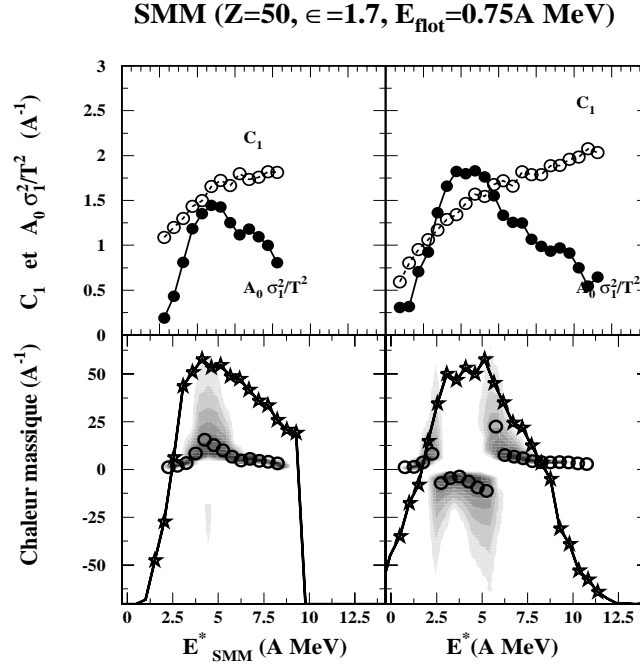 SMM (Z=50, ∈=1.7, E_flot=0.75A MeV)
C_1 et A_0 σ_1^2/T^2 (A^-1)
3
2.5
2
1.5
1
0.5
0
C_1
A_0 σ_1^2/T^2
C_1
A_0 σ_1^2/T^2
Chaleur massique (A^-1)
50
25
0
-25
-50
0 2.5 5 7.5 10 12.5
0 2.5 5 7.5 10 12.5
E^*_SMM (A MeV)
E^* (A MeV)